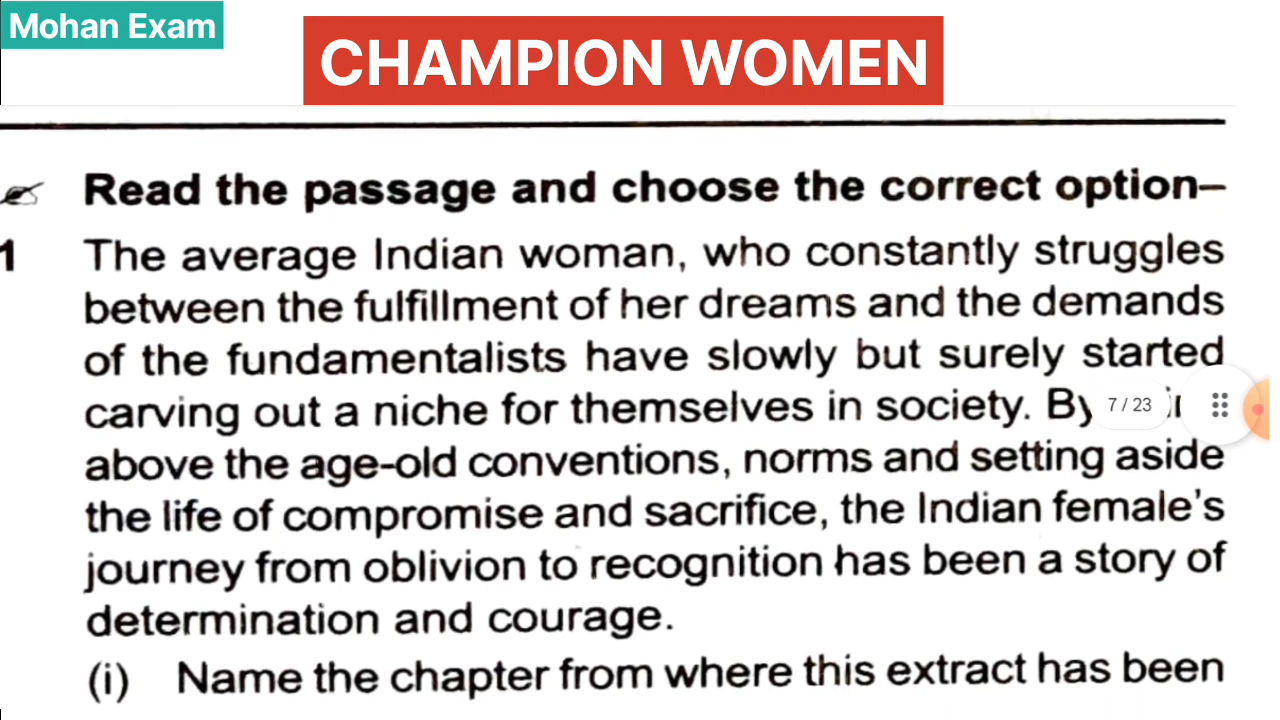 Mohan Exam
CHAMPION WOMEN
Read the passage and choose the correct option–
1 The average Indian woman, who constantly struggles
between the fulfillment of her dreams and the demands
of the fundamentalists have slowly but surely started
carving out a niche for themselves in society.
7 / 23
above the age-old conventions, norms and setting aside
the life of compromise and sacrifice, the Indian female's
journey from oblivion to recognition has been a story of
determination and courage.
(i) Name the chapter from where this extract has been